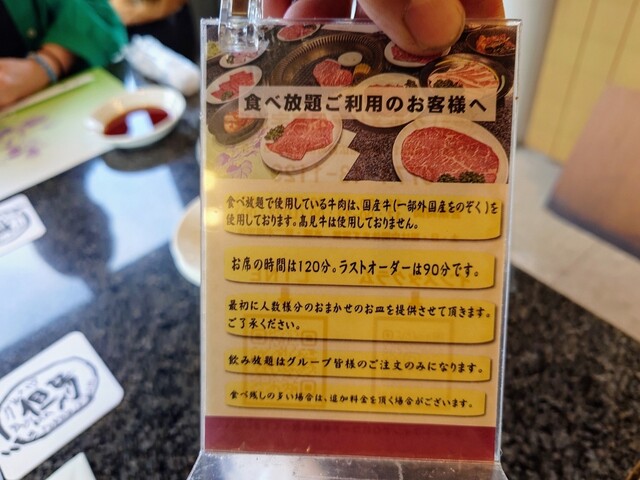 食べ放題ご利用のお客様へ
食べ放題で使用している牛肉は、国産牛(一部外国産をのぞく)を
使用しております。高見牛は使用しておりません。
お席の時間は120分。ラストオーダーは90分です。
最初に人数様分のおまかせのお皿を提供させて頂きます。
ご了承ください。
飲み放題はグループ皆様のご注文のみになります。
食べ残しの多い場合は、追加料金を頂く場合がございます。